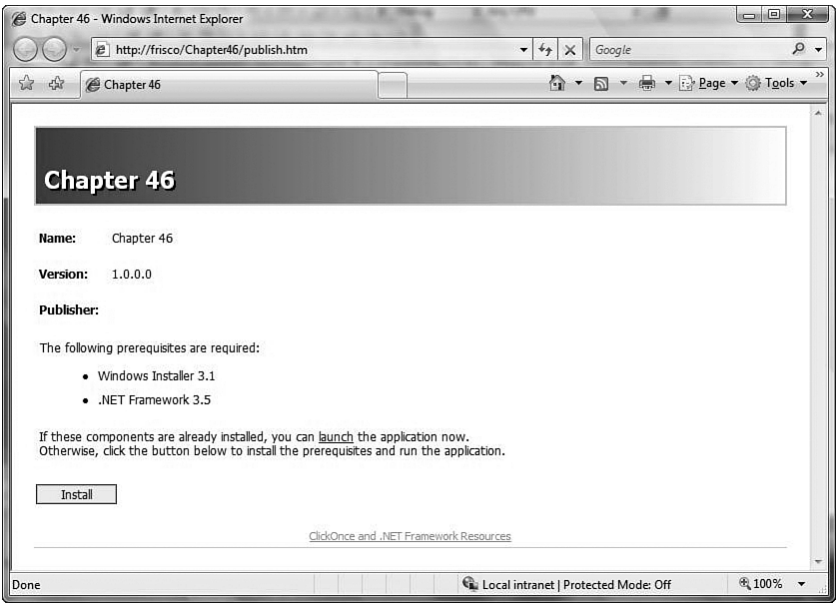 Chapter 46 - Windows Internet Explorer
http://frisco/Chapter46/publish.htm
Google
Chapter 46
Page
Tools
Chapter 46
Name: Chapter 46
Version: 1.0.0.0
Publisher:
The following prerequisites are required:
• Windows Installer 3.1
• .NET Framework 3.5
If these components are already installed, you can launch the application now.
Otherwise, click the button below to install the prerequisites and run the application.
Install
ClickOnce and .NET Framework Resources
Done
Local intranet | Protected Mode: Off
100%